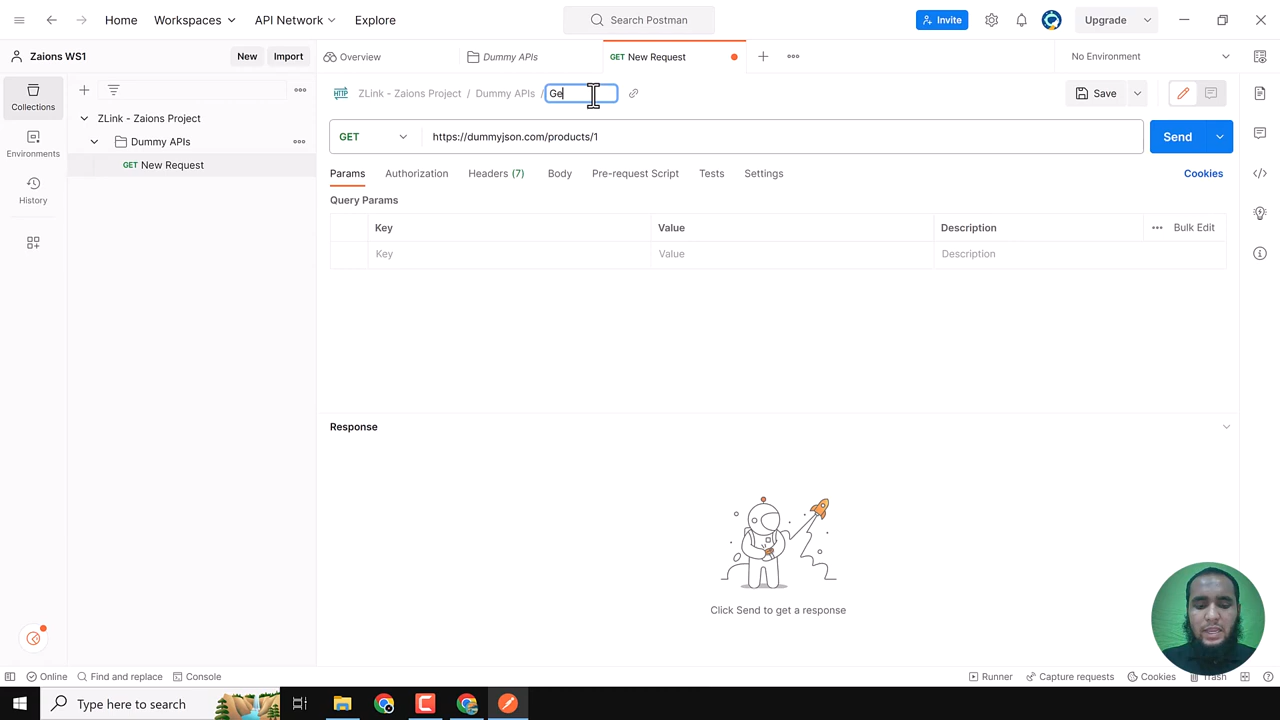 Home Workspaces API Network Explore Search Postman Invite Upgrade
Zaions WS1 New Import Overview Dummy APIs GET New Request No Environment
Collections
Environments
History
ZLink - Zaions Project
Dummy APIs
GET New Request
HTTP ZLink - Zaions Project / Dummy APIs / Ge Save
GET https://dummyjson.com/products/1 Send
Params Authorization Headers (7) Body Pre-request Script Tests Settings Cookies
Query Params
Key Value Description Bulk Edit
Key Value Description
Response
Click Send to get a response
Online Find and replace Console Runner Capture requests Cookies Trash
Type here to search